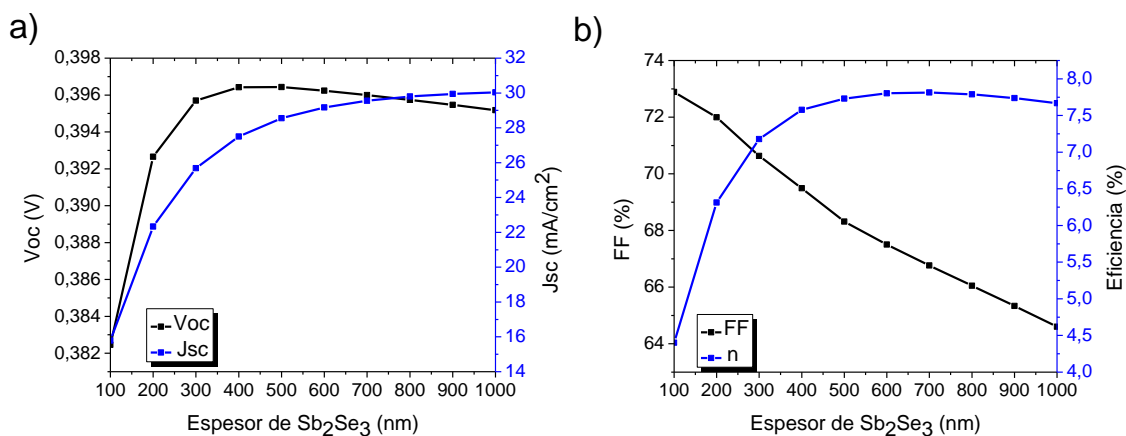 a)
0,398
0,396
0,394
0,392
0,390
0,388
0,386
0,384
0,382
Voc (V)
32
30
28
26
24
22
20
18
16
14
Jsc (mA/cm²)
Voc
Jsc
100 200 300 400 500 600 700 800 900 1000
Espesor de Sb₂Se₃ (nm)
b)
74
72
70
68
66
64
FF (%)
8,0
7,5
7,0
6,5
6,0
5,5
5,0
4,5
4,0
Eficiencia (%)
FF
n
100 200 300 400 500 600 700 800 900 1000
Espesor de Sb₂Se₃ (nm)